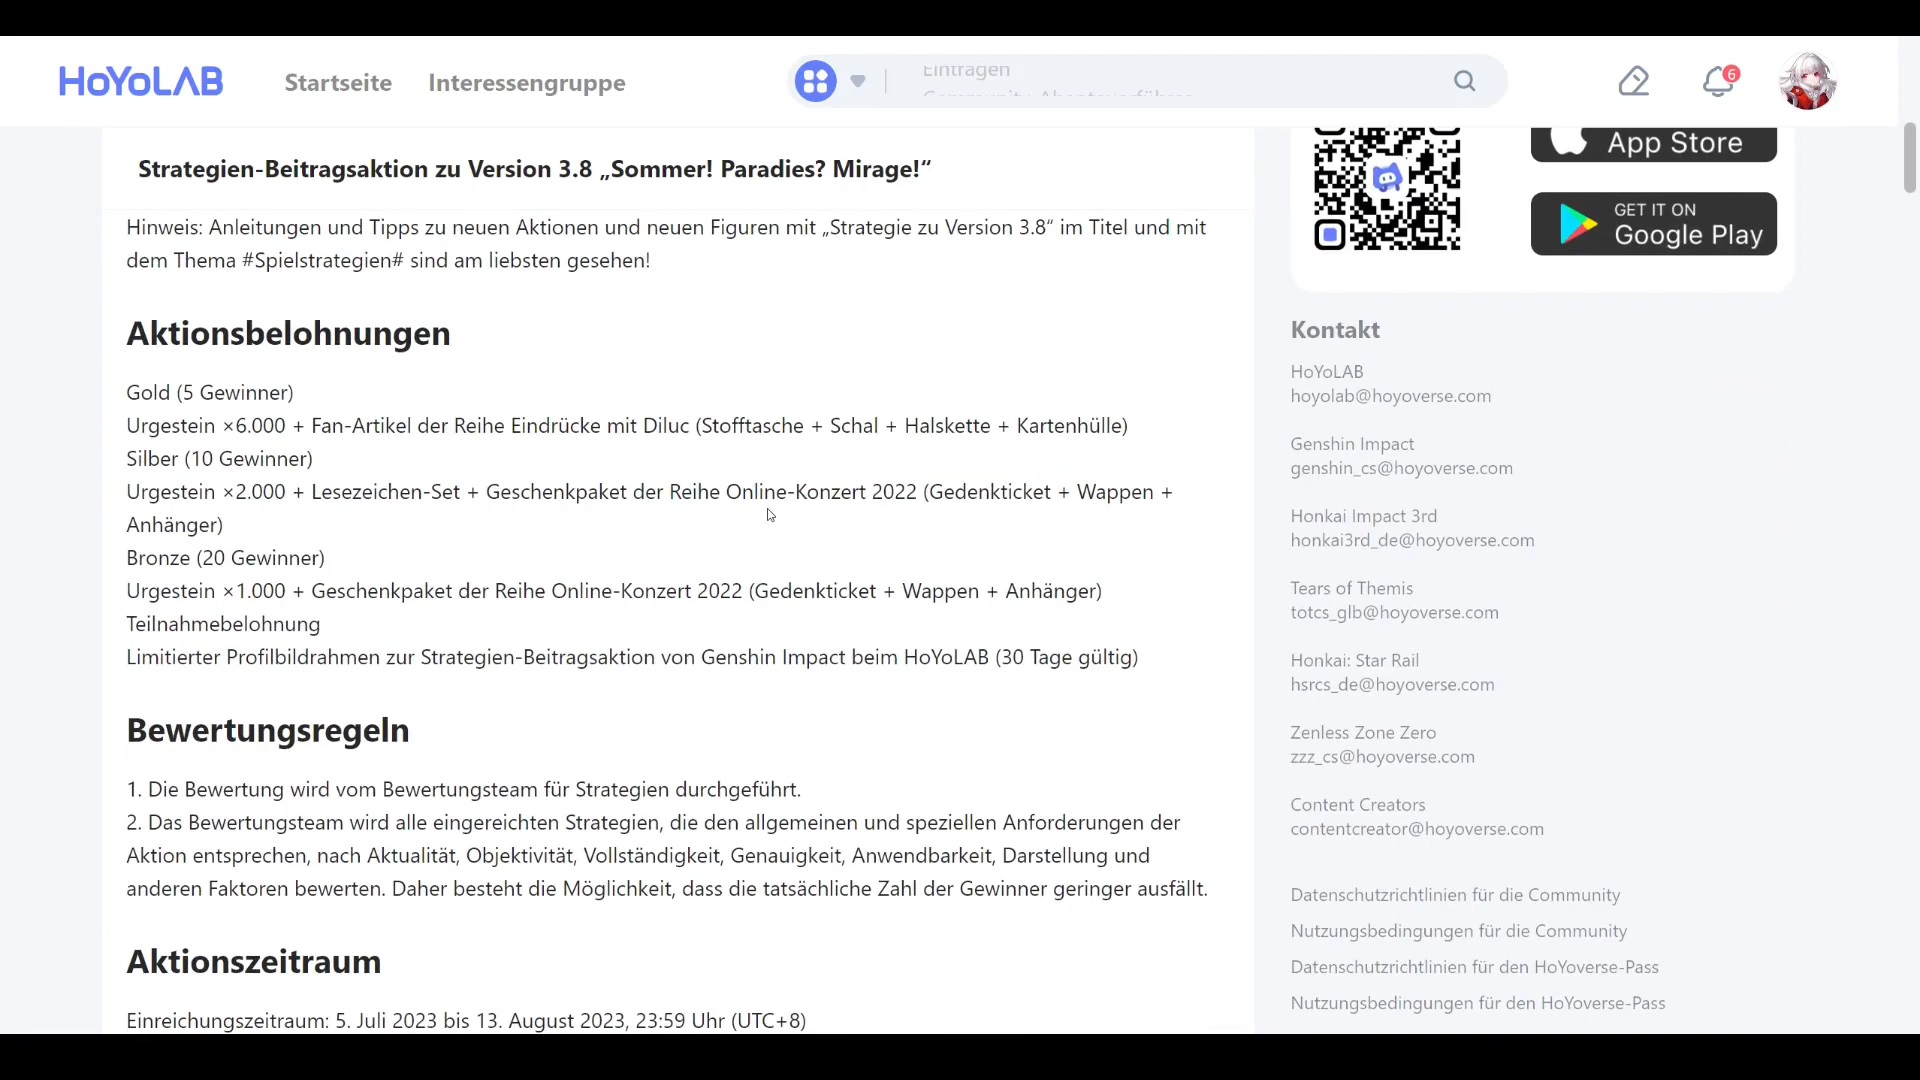 HoYoLAB
Startseite
Interessengruppe
Eintragen
6
Strategien-Beitragsaktion zu Version 3.8 „Sommer! Paradies? Mirage!“
Hinweis: Anleitungen und Tipps zu neuen Aktionen und neuen Figuren mit „Strategie zu Version 3.8“ im Titel und mit
dem Thema #Spielstrategien# sind am liebsten gesehen!
Aktionsbelohnungen
Gold (5 Gewinner)
Urgestein ×6.000 + Fan-Artikel der Reihe Eindrücke mit Diluc (Stofftasche + Schal + Halskette + Kartenhülle)
Silber (10 Gewinner)
Urgestein ×2.000 + Lesezeichen-Set + Geschenkpaket der Reihe Online-Konzert 2022 (Gedenkticket + Wappen +
Anhänger)
Bronze (20 Gewinner)
Urgestein ×1.000 + Geschenkpaket der Reihe Online-Konzert 2022 (Gedenkticket + Wappen + Anhänger)
Teilnahmebelohnung
Limitierter Profilbildrahmen zur Strategien-Beitragsaktion von Genshin Impact beim HoYoLAB (30 Tage gültig)
Bewertungsregeln
1. Die Bewertung wird vom Bewertungsteam für Strategien durchgeführt.
2. Das Bewertungsteam wird alle eingereichten Strategien, die den allgemeinen und speziellen Anforderungen der
Aktion entsprechen, nach Aktualität, Objektivität, Vollständigkeit, Genauigkeit, Anwendbarkeit, Darstellung und
anderen Faktoren bewerten. Daher besteht die Möglichkeit, dass die tatsächliche Zahl der Gewinner geringer ausfällt.
Aktionszeitraum
Einreichungszeitraum: 5. Juli 2023 bis 13. August 2023, 23:59 Uhr (UTC+8)
App Store
GET IT ON
Google Play
Kontakt
HoYoLAB
hoyolab@hoyoverse.com
Genshin Impact
genshin_cs@hoyoverse.com
Honkai Impact 3rd
honkai3rd_de@hoyoverse.com
Tears of Themis
totcs_glb@hoyoverse.com
Honkai: Star Rail
hsrcs_de@hoyoverse.com
Zenless Zone Zero
zzz_cs@hoyoverse.com
Content Creators
contentcreator@hoyoverse.com
Datenschutzrichtlinien für die Community
Nutzungsbedingungen für die Community
Datenschutzrichtlinien für den HoYoverse-Pass
Nutzungsbedingungen für den HoYoverse-Pass